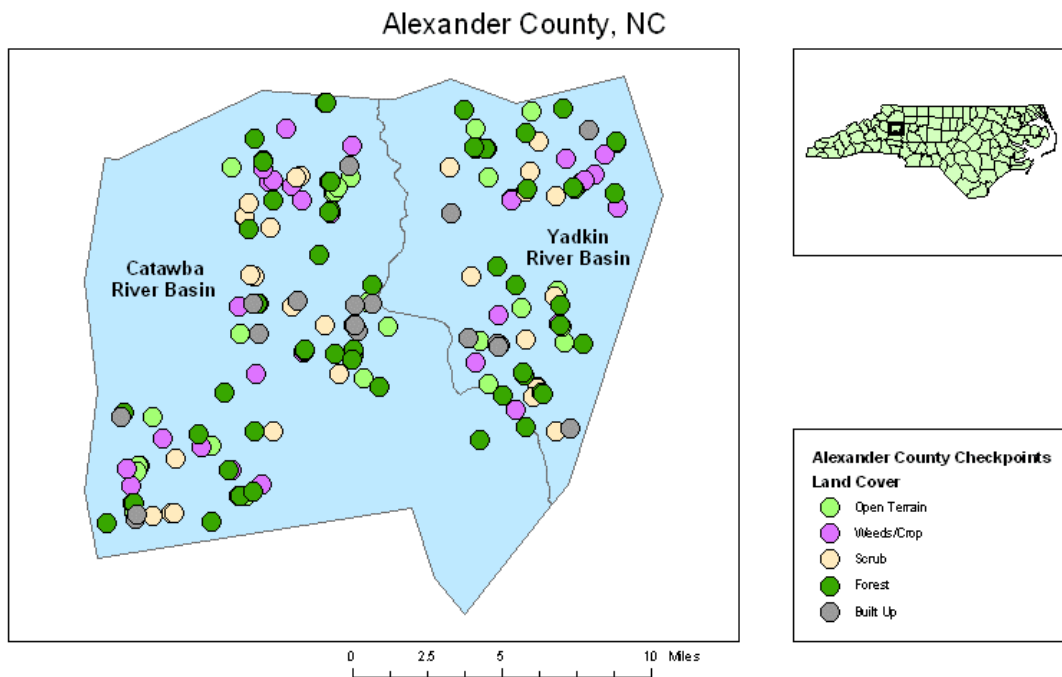 Alexander County, NC
Catawba
River Basin
Yadkin
River Basin
Alexander County Checkpoints
Land Cover
Open Terrain
Weeds/Crop
Scrub
Forest
Built Up
0 2.5 5 10 Miles